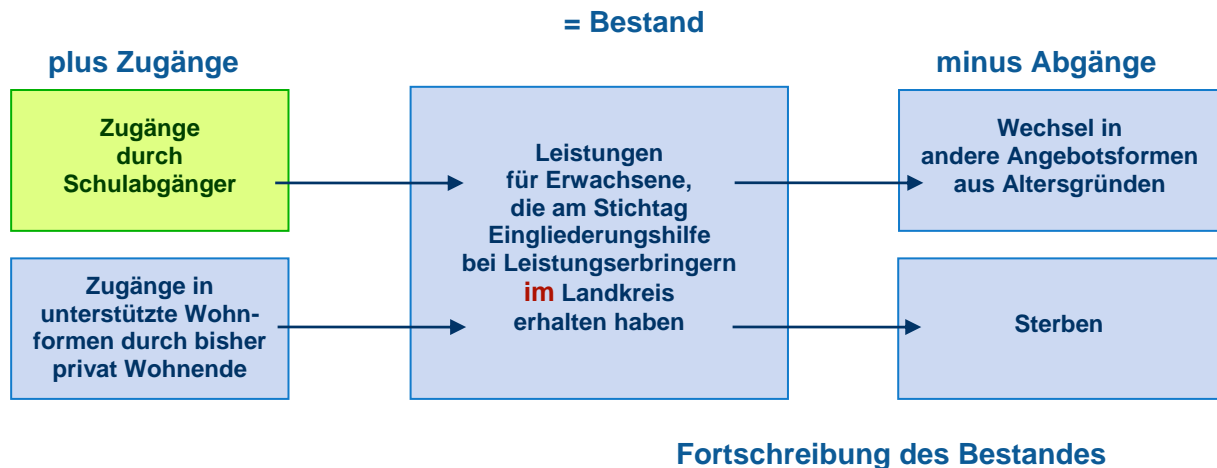 = Bestand
plus Zugänge
minus Abgänge
Zugänge
durch
Schulabgänger
Zugänge in
unterstützte Wohn-
formen durch bisher
privat Wohnende
Leistungen
für Erwachsene,
die am Stichtag
Eingliederungshilfe
bei Leistungserbringern
im Landkreis
erhalten haben
Wechsel in
andere Angebotsformen
aus Altersgründen
Sterben
Fortschreibung des Bestandes